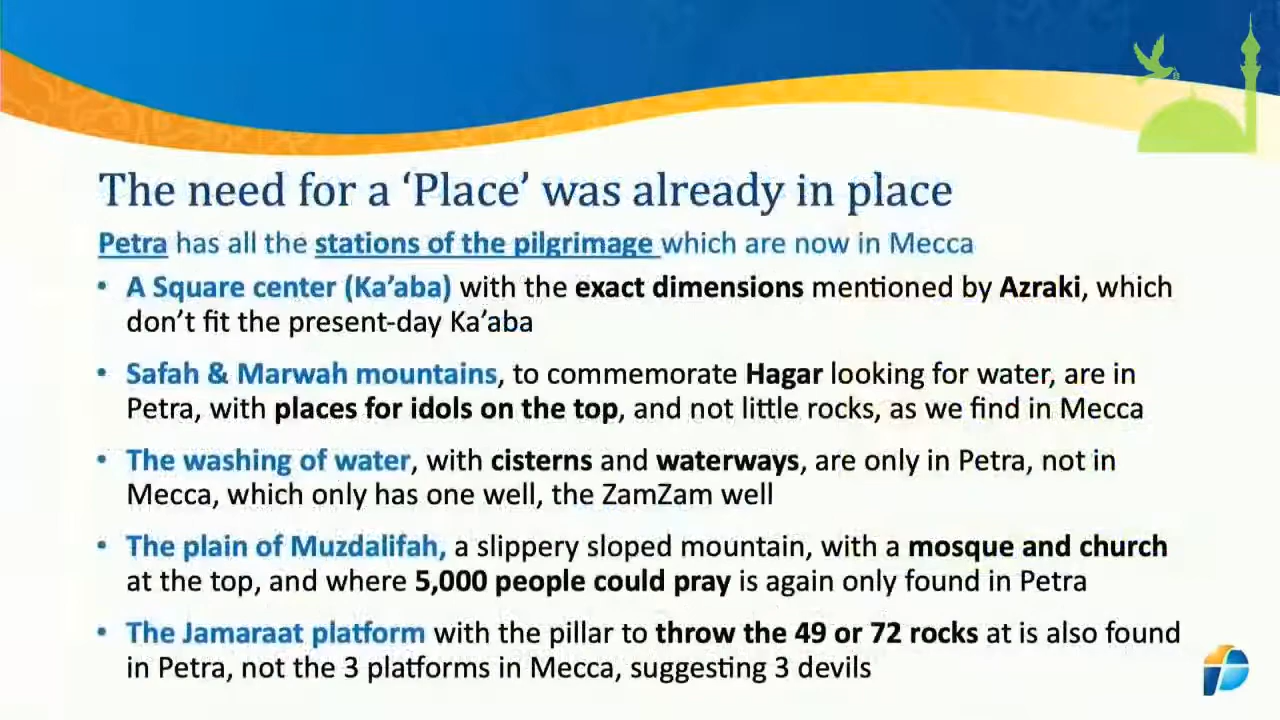 The need for a ‘Place’ was already in place
Petra has all the stations of the pilgrimage which are now in Mecca
• A Square center (Ka’aba) with the exact dimensions mentioned by Azraki, which
don’t fit the present-day Ka’aba
• Safah & Marwah mountains, to commemorate Hagar looking for water, are in
Petra, with places for idols on the top, and not little rocks, as we find in Mecca
• The washing of water, with cisterns and waterways, are only in Petra, not in
Mecca, which only has one well, the ZamZam well
• The plain of Muzdalifah, a slippery sloped mountain, with a mosque and church
at the top, and where 5,000 people could pray is again only found in Petra
• The Jamaraat platform with the pillar to throw the 49 or 72 rocks at is also found
in Petra, not the 3 platforms in Mecca, suggesting 3 devils